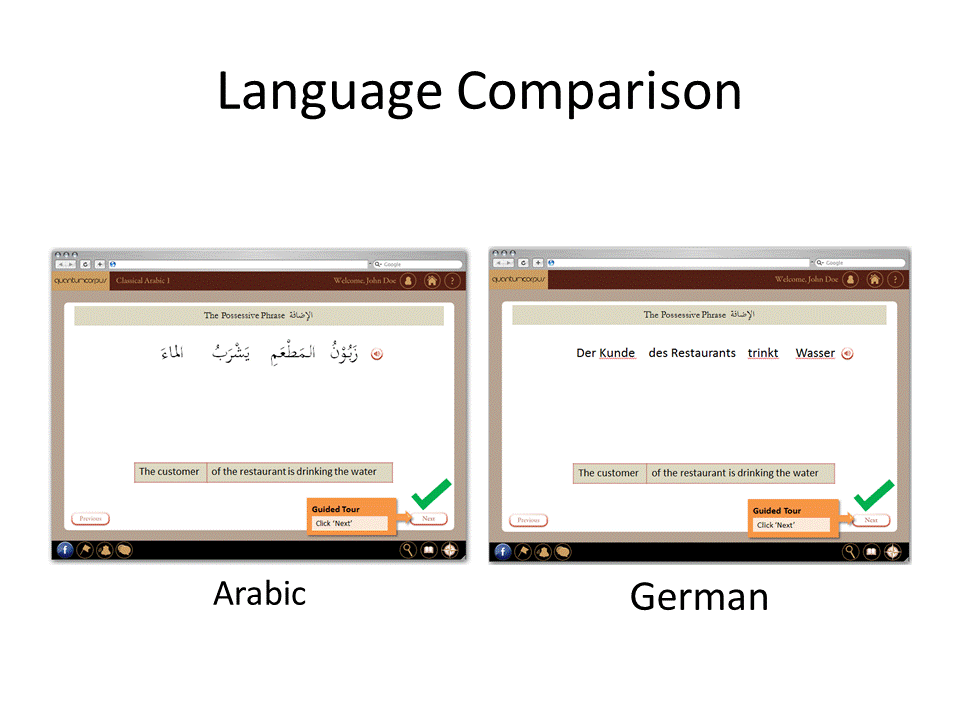 Language Comparison
Google
quantumcorpus
Classical Arabic 1
Welcome, John Doe
?
The Possessive Phrase الإضافة
زَبُوْنُ المَطْعَمِ يَشْرَبُ الماءَ
The customer of the restaurant is drinking the water
Guided Tour
Click ‘Next’
Previous
Next
f
Arabic
Google
quantumcorpus
Welcome, John Doe
?
The Possessive Phrase الإضافة
Der Kunde des Restaurants trinkt Wasser
The customer of the restaurant is drinking the water
Guided Tour
Click ‘Next’
Previous
Next
f
German